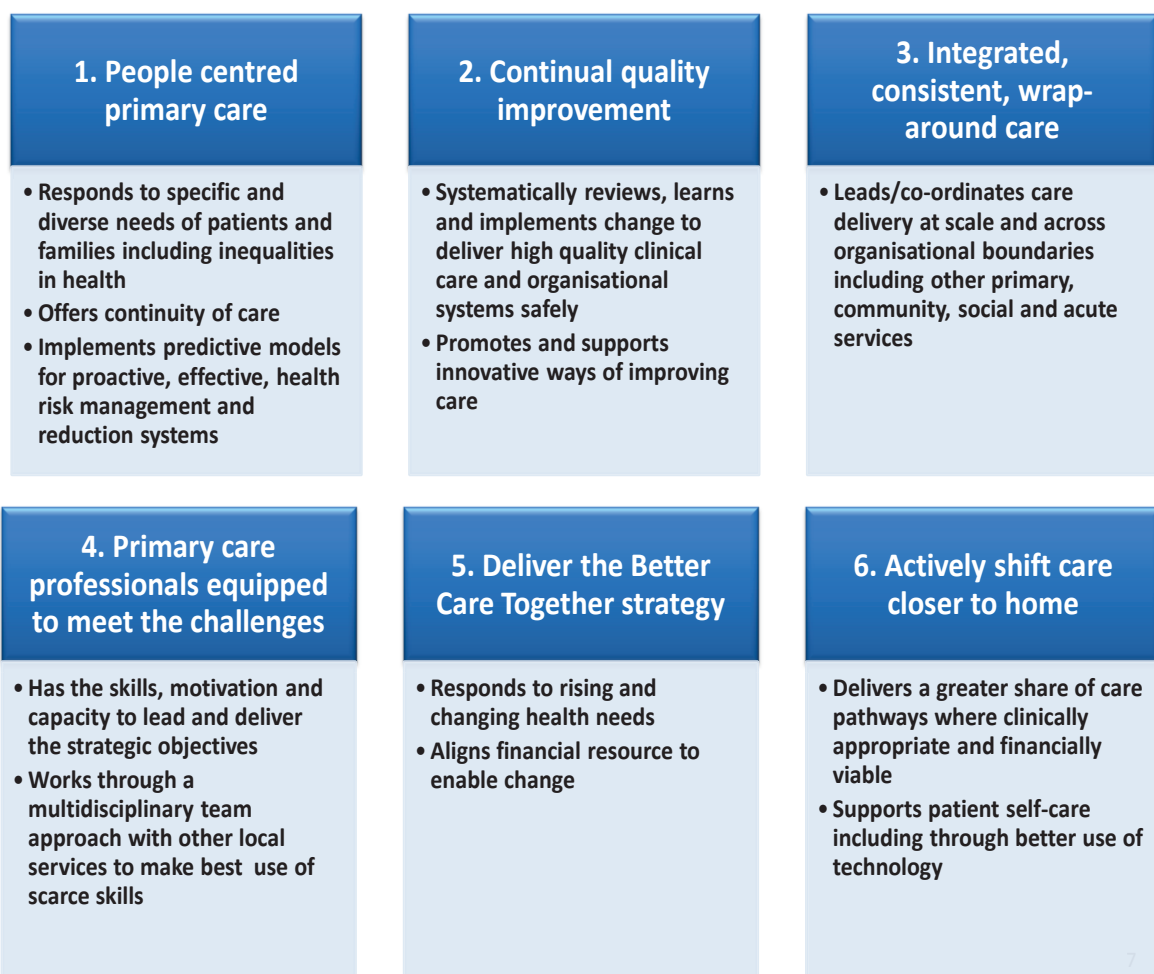 1. People centred
primary care
• Responds to specific and
diverse needs of patients and
families including inequalities
in health
• Offers continuity of care
• Implements predictive models
for proactive, effective, health
risk management and
reduction systems
2. Continual quality
improvement
• Systematically reviews, learns
and implements change to
deliver high quality clinical
care and organisational
systems safely
• Promotes and supports
innovative ways of improving
care
3. Integrated,
consistent, wrap-
around care
• Leads/co-ordinates care
delivery at scale and across
organisational boundaries
including other primary,
community, social and acute
services
4. Primary care
professionals equipped
to meet the challenges
• Has the skills, motivation and
capacity to lead and deliver
the strategic objectives
• Works through a
multidisciplinary team
approach with other local
services to make best use of
scarce skills
5. Deliver the Better
Care Together strategy
• Responds to rising and
changing health needs
• Aligns financial resource to
enable change
6. Actively shift care
closer to home
• Delivers a greater share of care
pathways where clinically
appropriate and financially
viable
• Supports patient self-care
including through better use of
technology
7